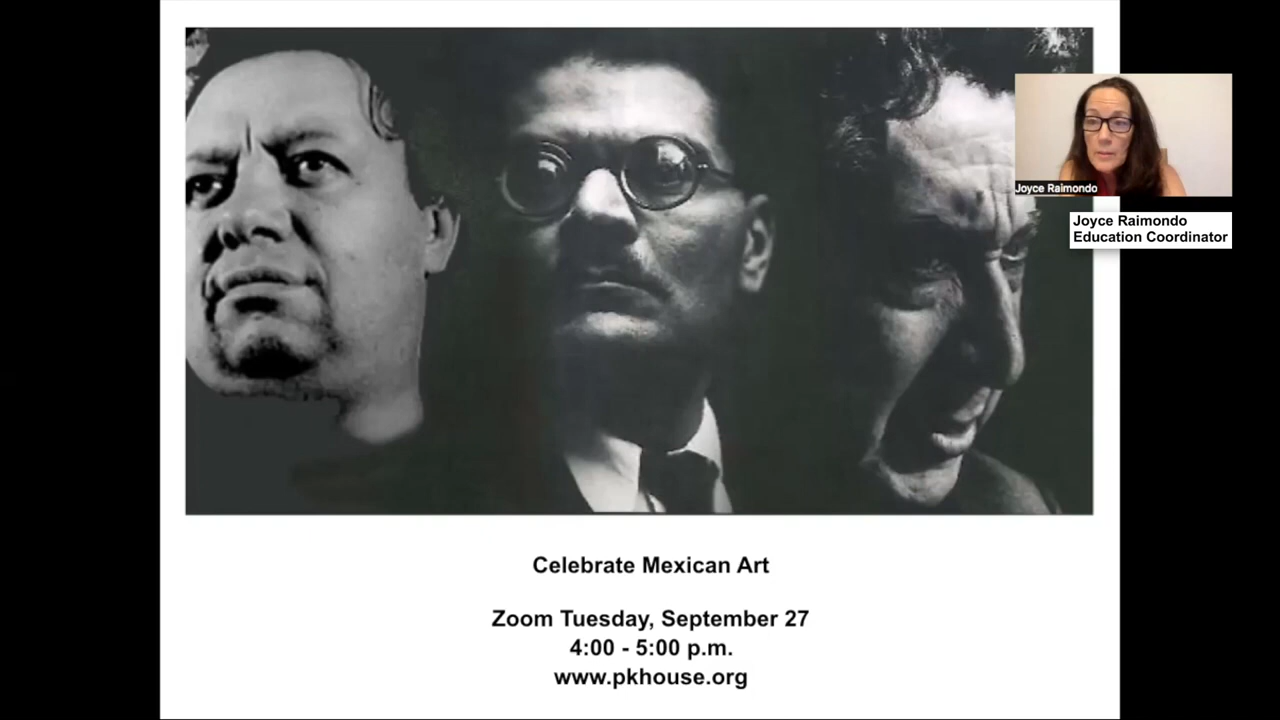 Joyce Raimondo
Joyce Raimondo
Education Coordinator
Celebrate Mexican Art
Zoom Tuesday, September 27
4:00 - 5:00 p.m.
www.pkhouse.org